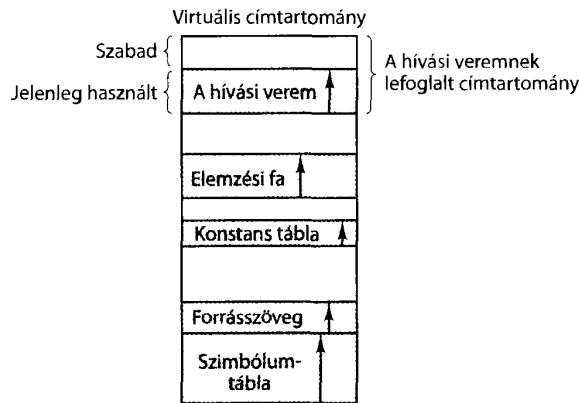 Virtuális címtartomány
Szabad
Jelenleg használt
A hívási verem
A hívási veremnek
lefoglalt címtartomány
Elemzési fa
Konstans tábla
Forrásszöveg
Szimbólum-
tábla